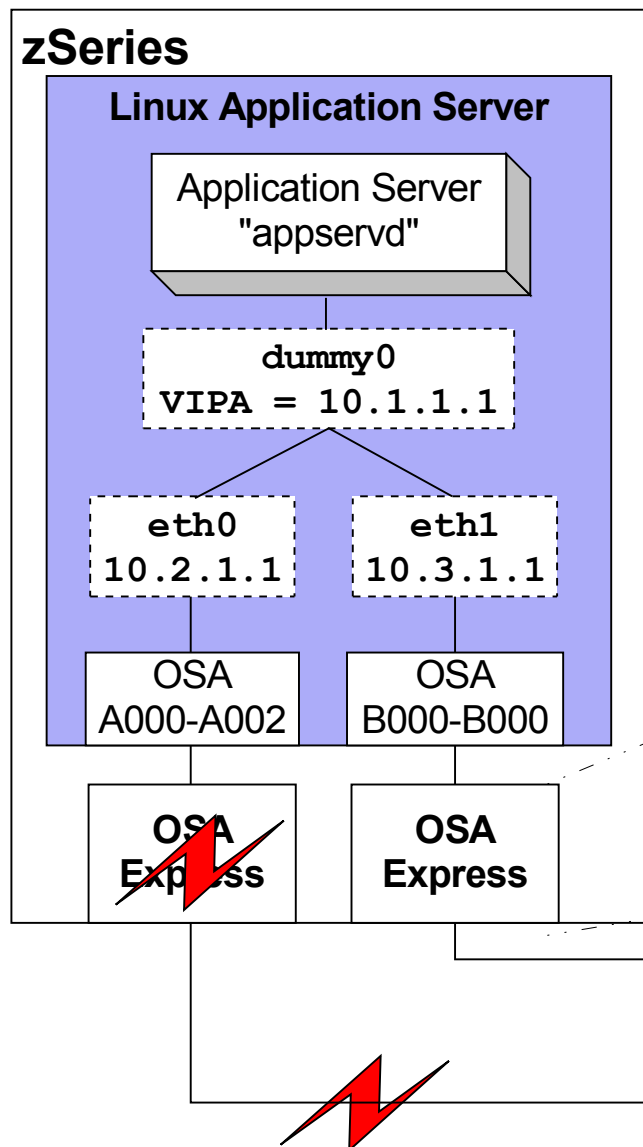 zSeries
Linux Application Server
Application Server
"appservd"
dummy0
VIPA = 10.1.1.1
eth0
10.2.1.1
eth1
10.3.1.1
OSA
A000-A002
OSA
B000-B000
OSA
Express
OSA
Express